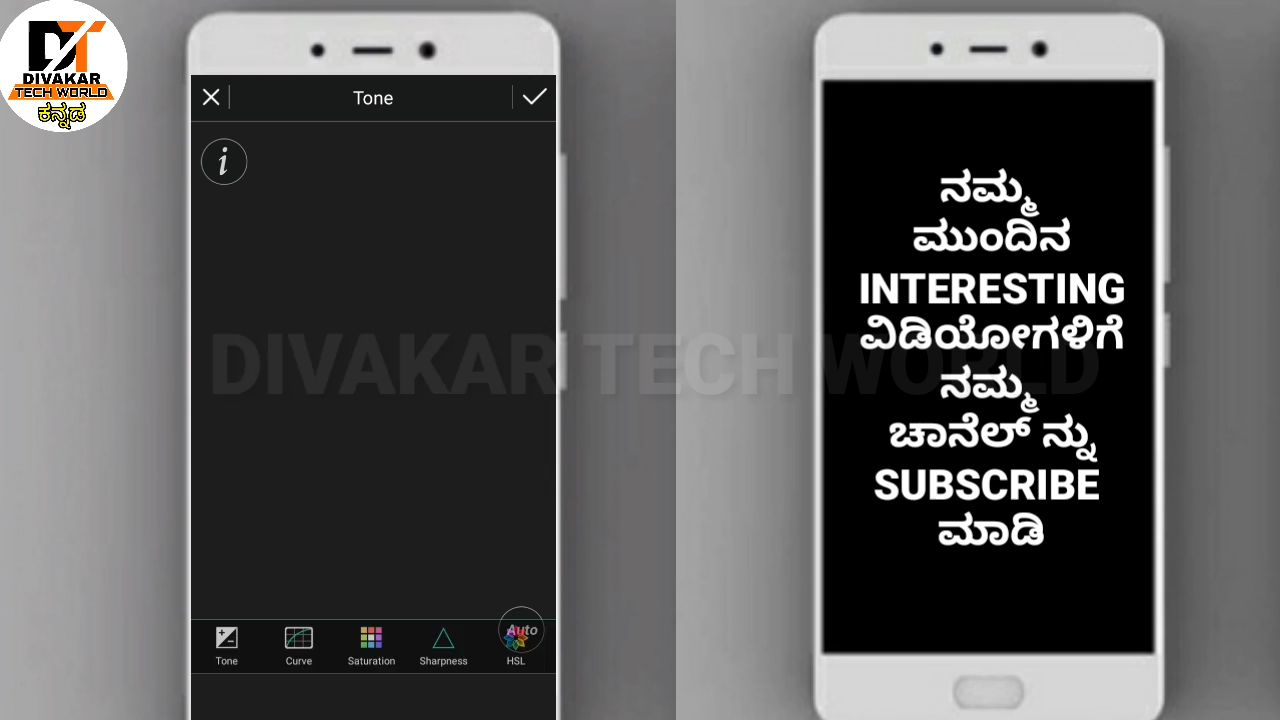 DT
DIVAKAR
TECH WORLD
ಕನ್ನಡ
Tone
i
Auto
Tone
Curve
Saturation
Sharpness
HSL
DIVAKAR TECH WORLD
ನಮ್ಮ
ಮುಂದಿನ
INTERESTING
ವಿಡಿಯೋಗಳಿಗೆ
ನಮ್ಮ
ಚಾನೆಲ್ ನ್ನು
SUBSCRIBE
ಮಾಡಿ